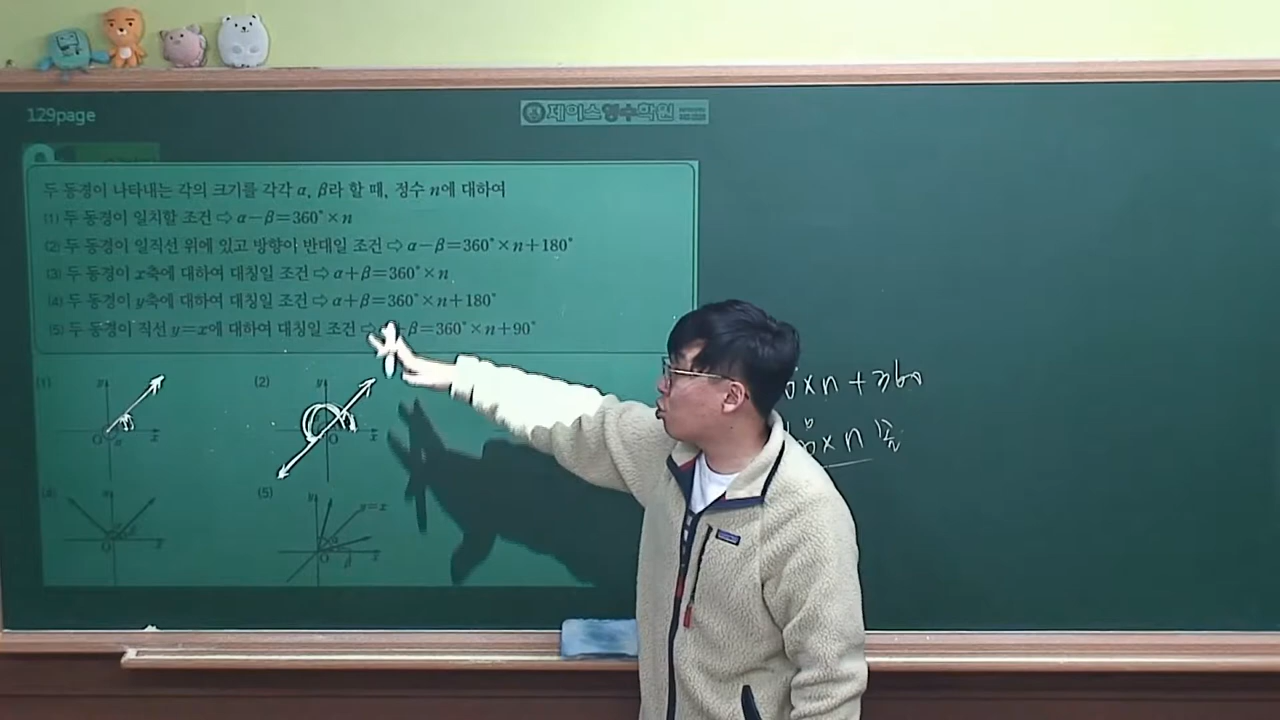 129page
제이스영수학원
두 동경이 나타내는 각의 크기를 각각 α, β라 할 때, 정수 n에 대하여
(1) 두 동경이 일치할 조건 ⇨ α-β=360°×n
(2) 두 동경이 일직선 위에 있고 방향이 반대일 조건 ⇨ α-β=360°×n+180°
(3) 두 동경이 x축에 대하여 대칭일 조건 ⇨ α+β=360°×n
(4) 두 동경이 y축에 대하여 대칭일 조건 ⇨ α+β=360°×n+180°
(5) 두 동경이 직선 y=x에 대하여 대칭일 조건 ⇨ +β=360°×n+90°
(1) y O α x
(2) y O x
×n+360
×n
(4) O x
(5) y y=x O x